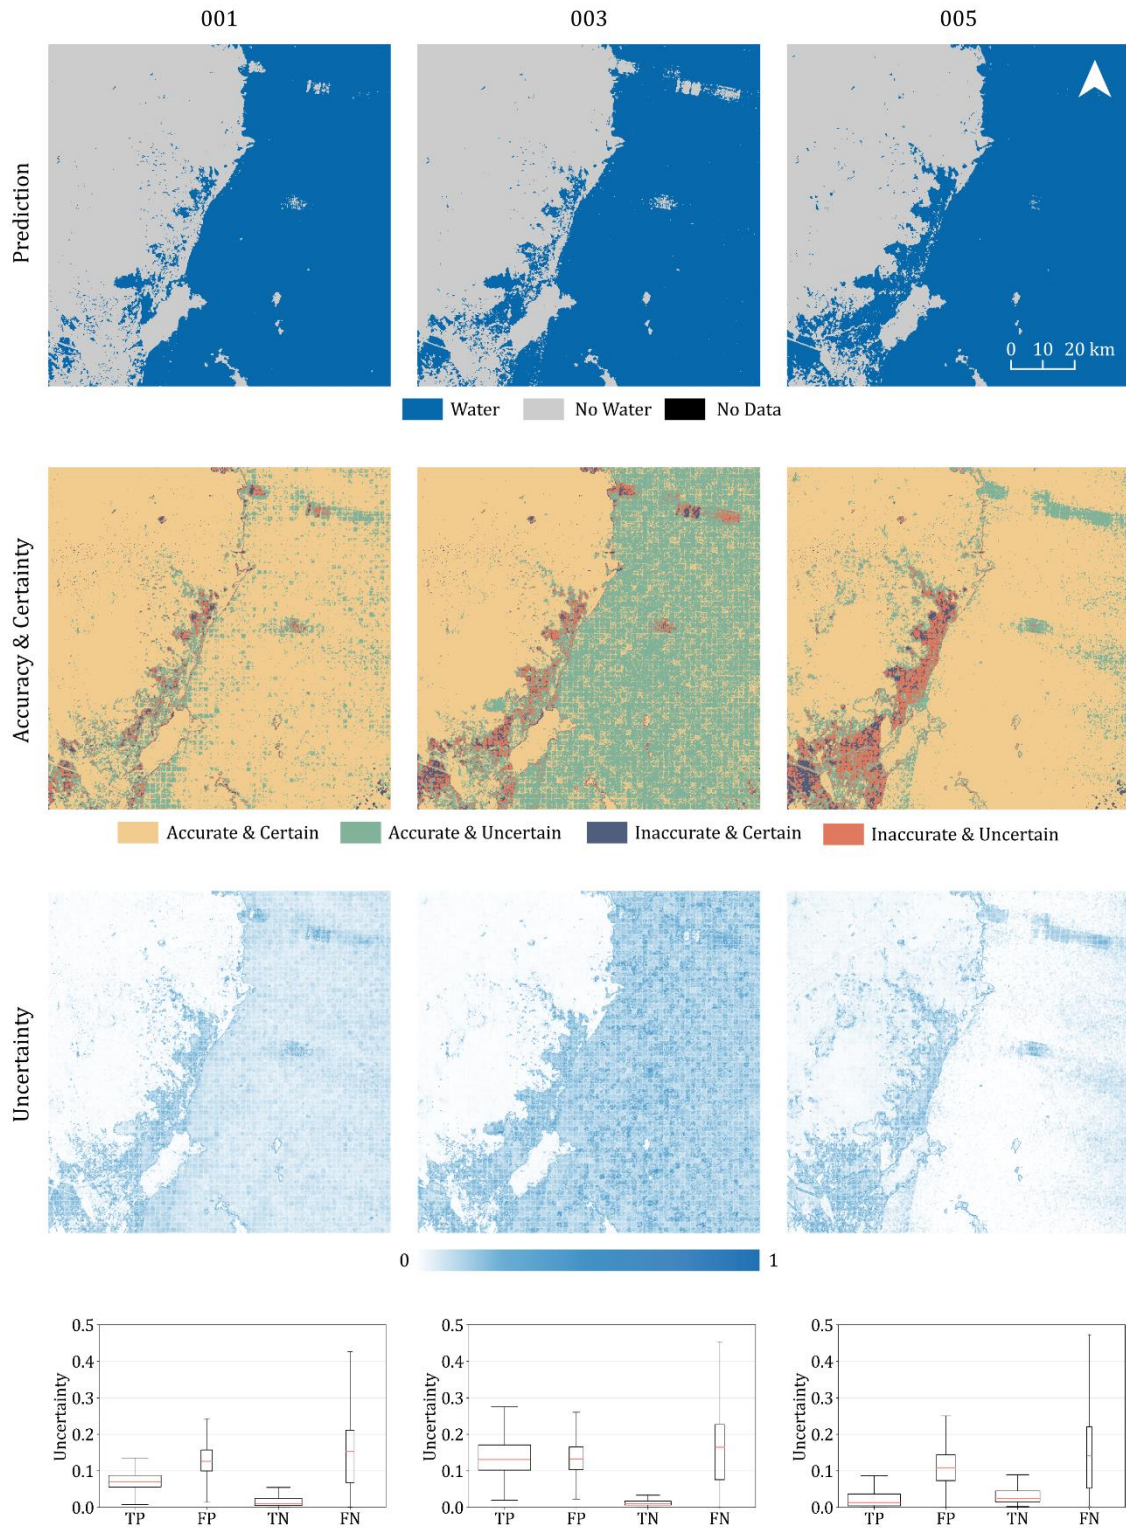 001 003 005
Prediction
0 10 20 km
Water No Water No Data
Accuracy & Certainty
Accurate & Certain Accurate & Uncertain Inaccurate & Certain Inaccurate & Uncertain
Uncertainty
0 1
0.5 0.5 0.5
0.4 0.4 0.4
0.3 0.3 0.3
0.2 0.2 0.2
0.1 0.1 0.1
0.0 0.0 0.0
Uncertainty Uncertainty Uncertainty
TP FP TN FN TP FP TN FN TP FP TN FN